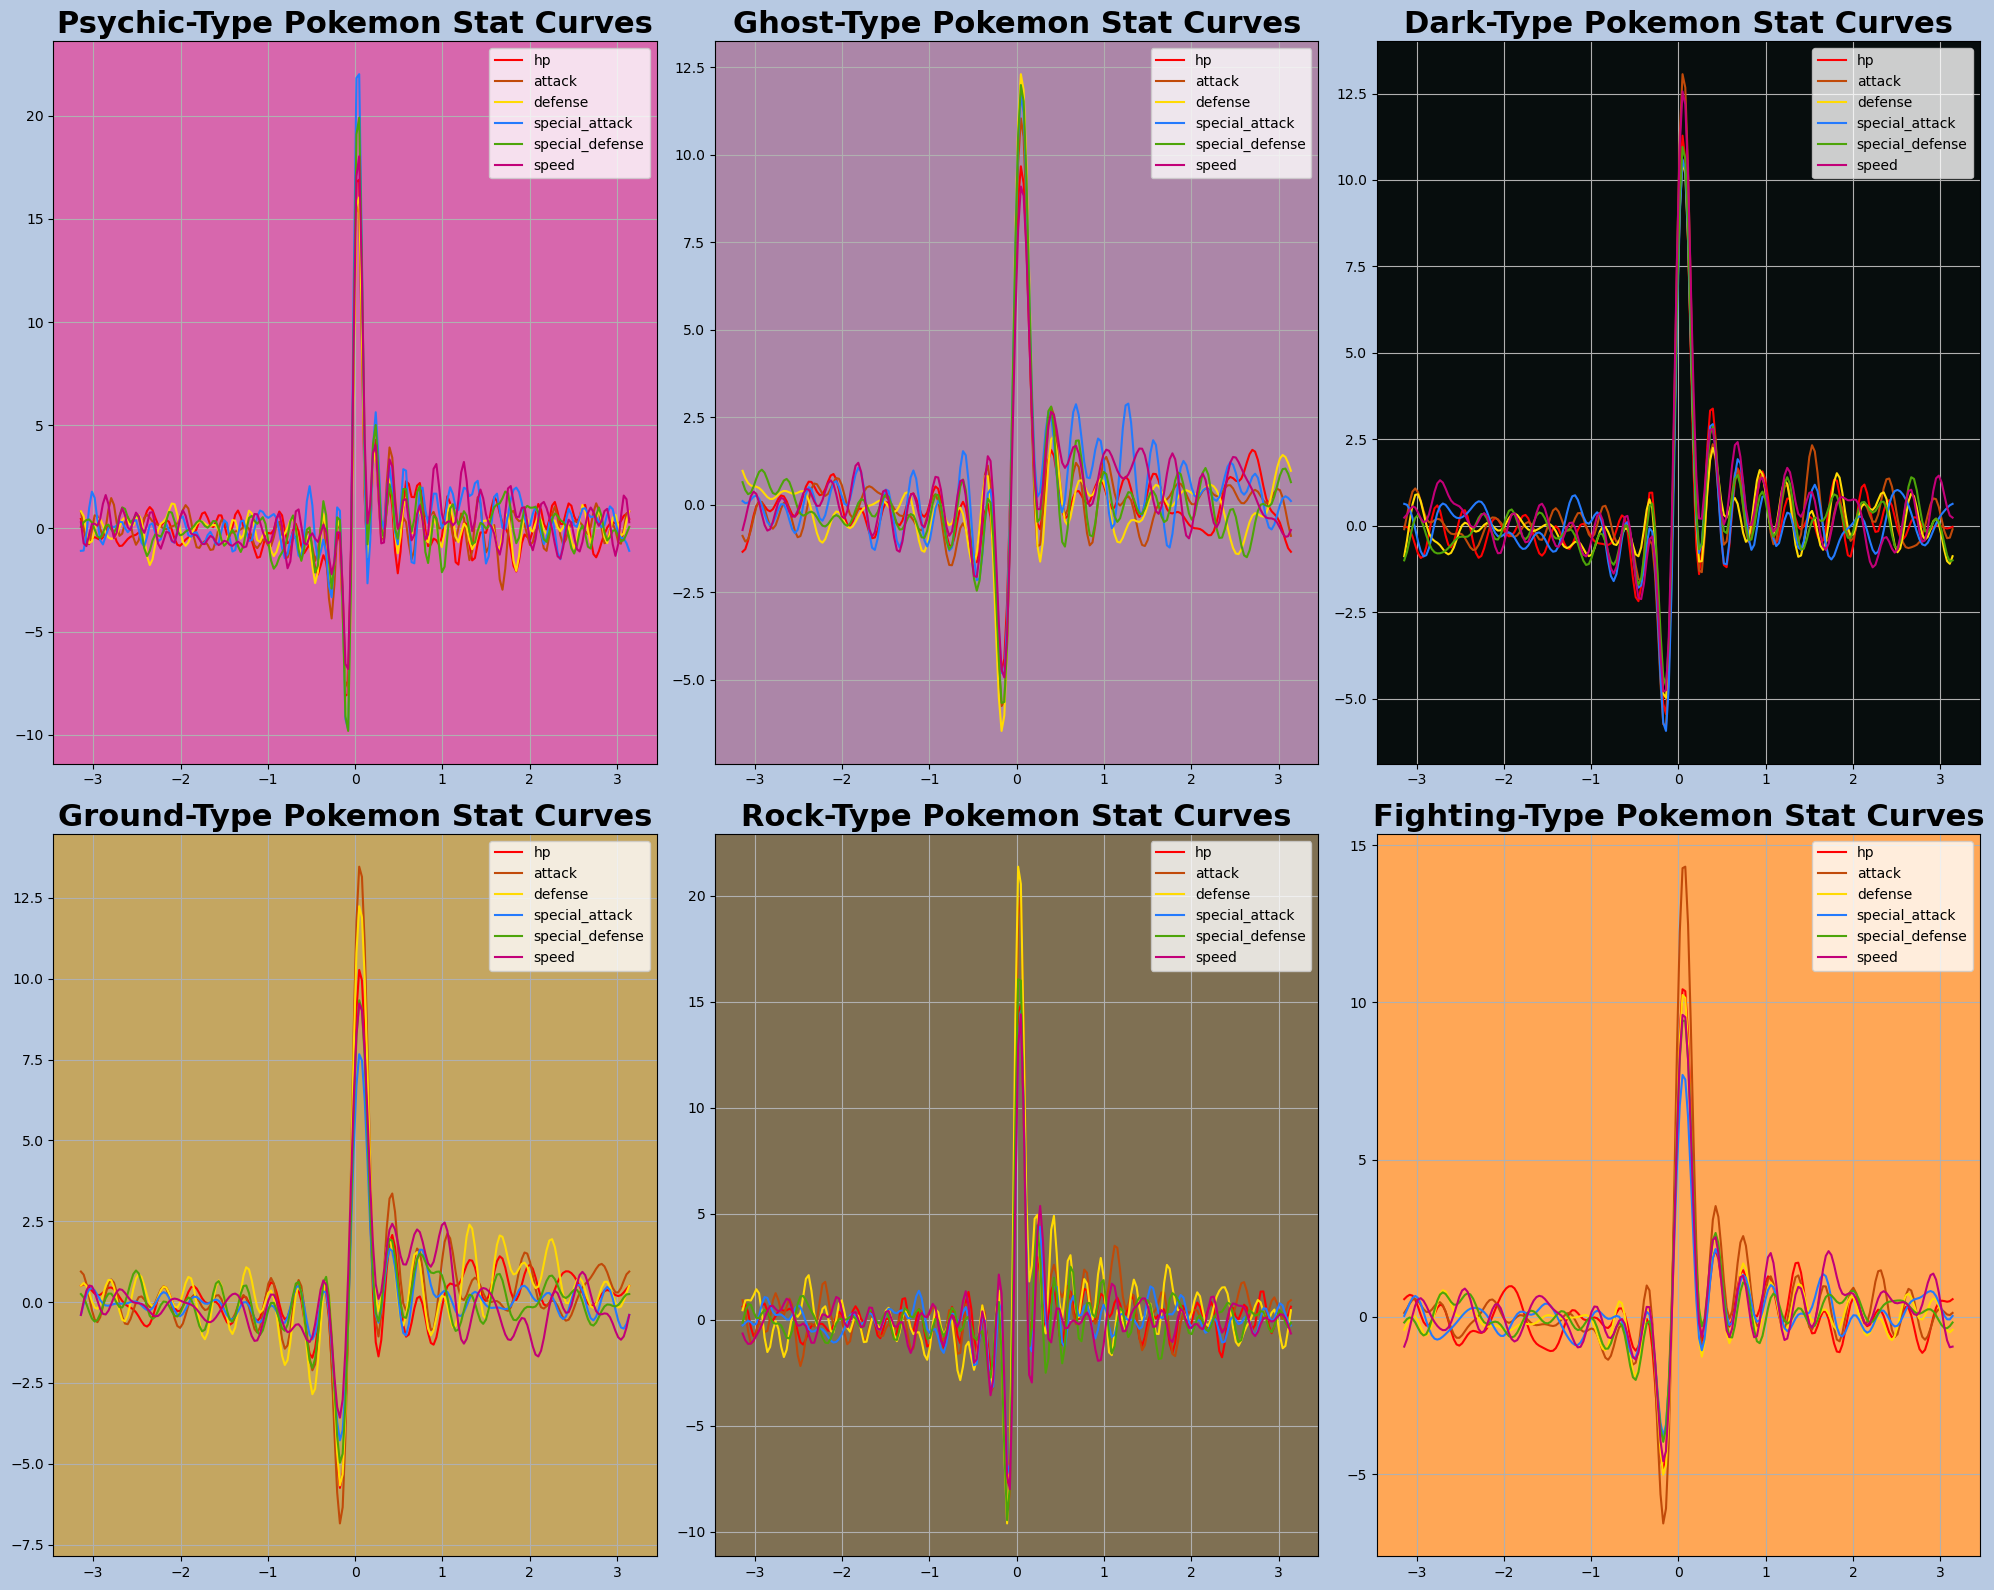 Psychic-Type Pokemon Stat Curves
hp
attack
defense
special_attack
special_defense
speed
20
15
10
5
0
−5
−10
−3
−2
−1
0
1
2
3
Ghost-Type Pokemon Stat Curves
hp
attack
defense
special_attack
special_defense
speed
12.5
10.0
7.5
5.0
2.5
0.0
−2.5
−5.0
−3
−2
−1
0
1
2
3
Dark-Type Pokemon Stat Curves
hp
attack
defense
special_attack
special_defense
speed
12.5
10.0
7.5
5.0
2.5
0.0
−2.5
−5.0
−3
−2
−1
0
1
2
3
Ground-Type Pokemon Stat Curves
hp
attack
defense
special_attack
special_defense
speed
12.5
10.0
7.5
5.0
2.5
0.0
−2.5
−5.0
−7.5
−3
−2
−1
0
1
2
3
Rock-Type Pokemon Stat Curves
hp
attack
defense
special_attack
special_defense
speed
20
15
10
5
0
−5
−10
−3
−2
−1
0
1
2
3
Fighting-Type Pokemon Stat Curves
hp
attack
defense
special_attack
special_defense
speed
15
10
5
0
−5
−3
−2
−1
0
1
2
3